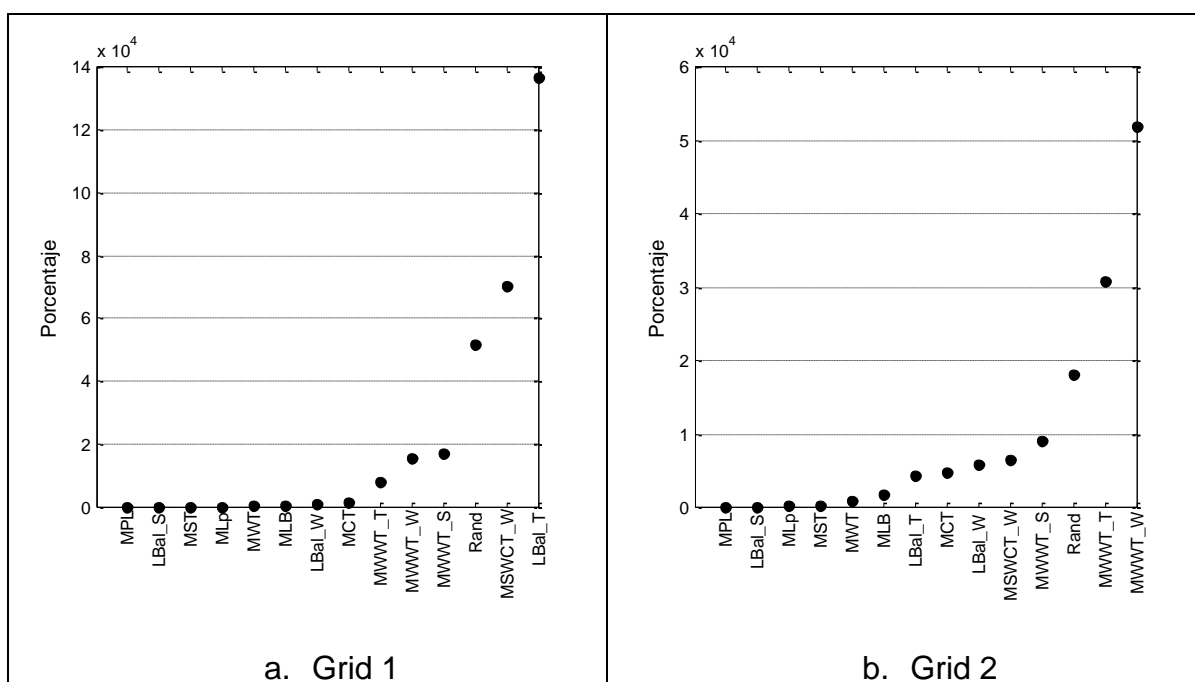 x 10^4
14
12
10
8
6
4
2
0
Porcentaje
MPL
LBal_S
MST
MLp
MWT
MLB
LBal_W
MCT
MWWT_T
MWWT_W
MWWT_S
Rand
MSWCT_W
LBal_T
a. Grid 1
x 10^4
6
5
4
3
2
1
0
Porcentaje
MPL
LBal_S
MLp
MST
MVT
MLB
LBal_T
MCT
LBal_W
MSWCT_W
MWWT_S
Rand
MWWT_T
MWWT_W
b. Grid 2